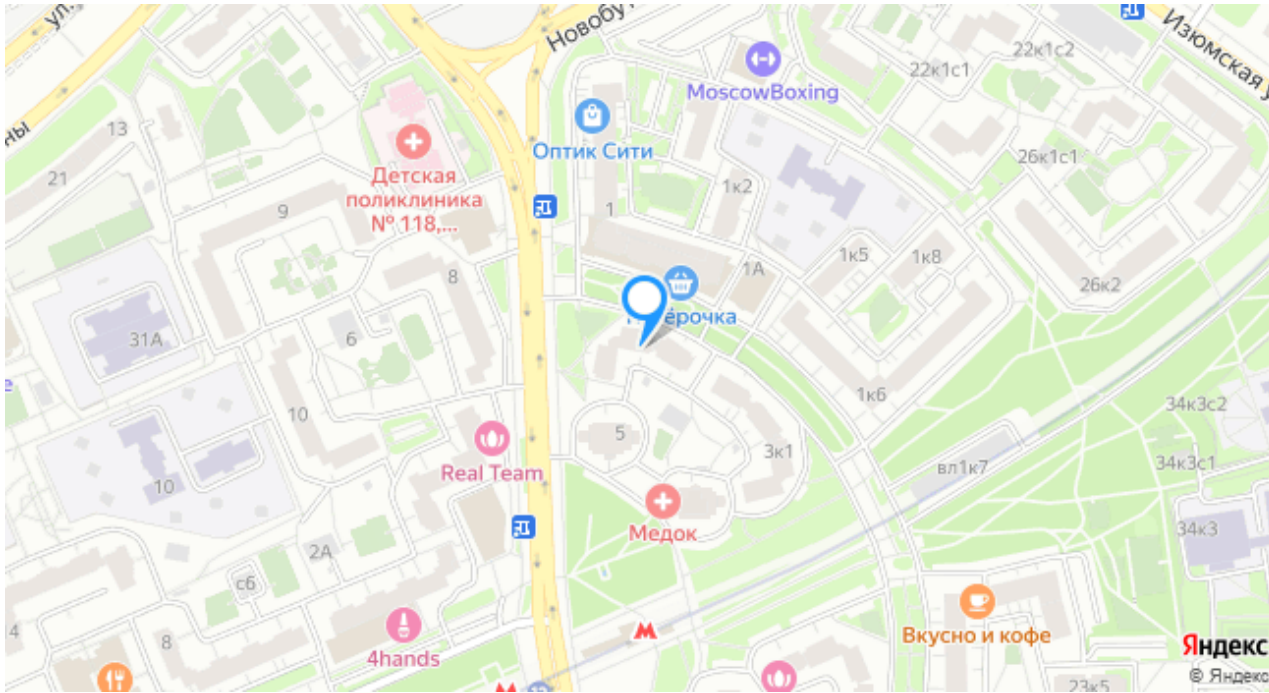 ул.
Новобу
Изюмская у
22к1с2
22к1с1
MoscowBoxing
ны
13
Оптик Сити
26к1с1
Детская
поликлиника
№ 118,...
21
9
1
1к2
8
1А
1к5
1к8
26к2
ёрочка
31А
6
1к6
10
5
3к1
34к3с2
Real Team
вл1к7
34к3с1
10
Медок
34к3
2А
с6
4
8
4hands
Вкусно и кофе
Яндекс
© Яндекс
23к5